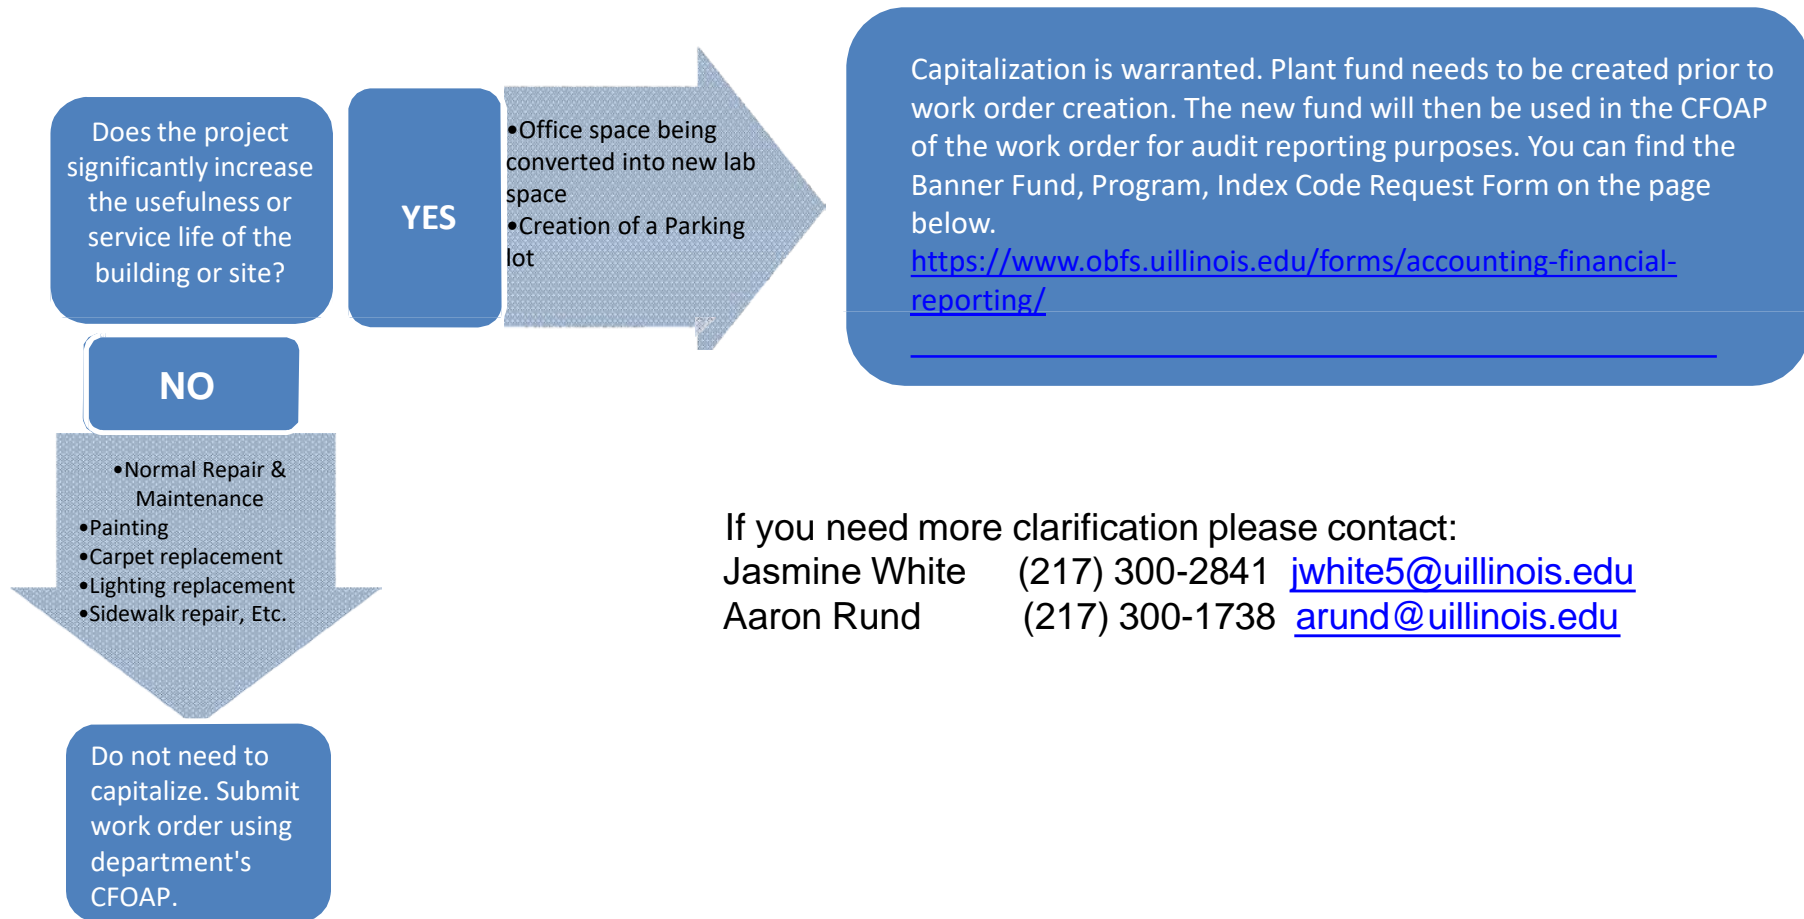 Does the project
significantly increase
the usefulness or
service life of the
building or site?
YES
•Office space being
converted into new lab
space
•Creation of a Parking
lot
Capitalization is warranted. Plant fund needs to be created prior to
work order creation. The new fund will then be used in the CFOAP
of the work order for audit reporting purposes. You can find the
Banner Fund, Program, Index Code Request Form on the page
below.
https://www.obfs.uillinois.edu/forms/accounting-financial-
reporting/
NO
•Normal Repair &
Maintenance
•Painting
•Carpet replacement
•Lighting replacement
•Sidewalk repair, Etc.
Do not need to
capitalize. Submit
work order using
department's
CFOAP.
If you need more clarification please contact:
Jasmine White (217) 300-2841 jwhite5@uillinois.edu
Aaron Rund (217) 300-1738 arund@uillinois.edu